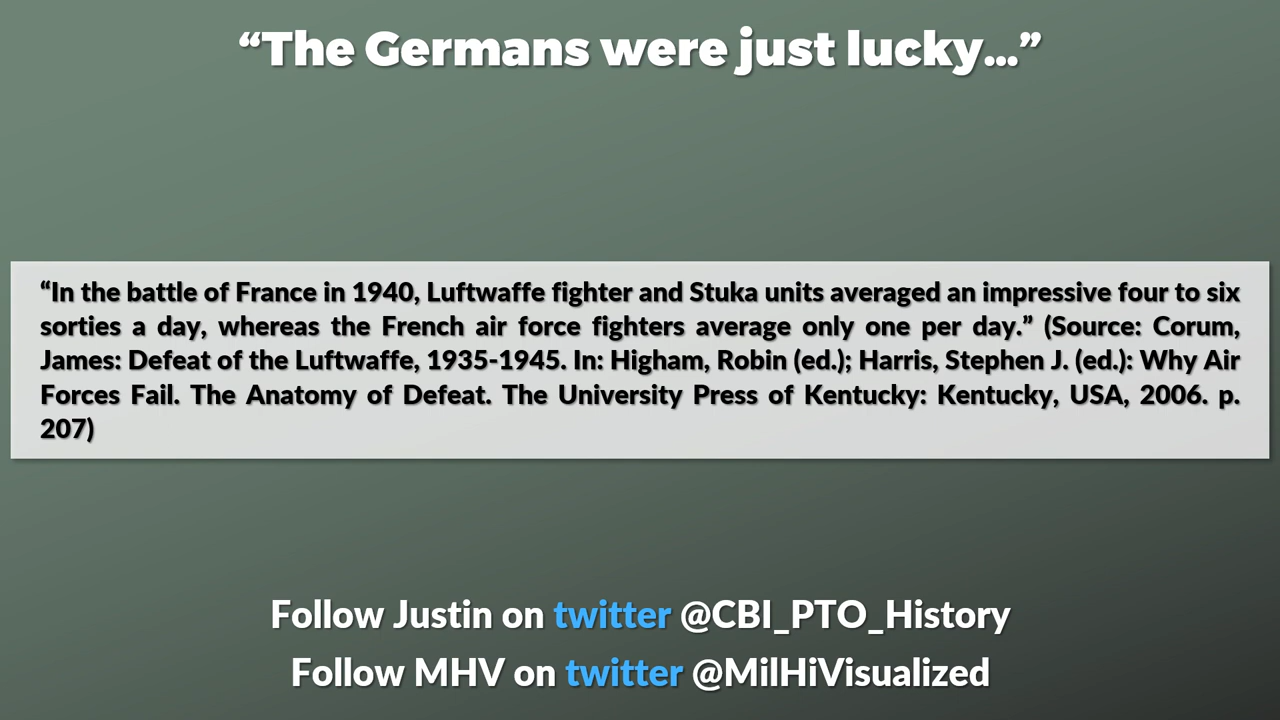 “The Germans were just lucky…”
“In the battle of France in 1940, Luftwaffe fighter and Stuka units averaged an impressive four to six
sorties a day, whereas the French air force fighters average only one per day.” (Source: Corum,
James: Defeat of the Luftwaffe, 1935-1945. In: Higham, Robin (ed.); Harris, Stephen J. (ed.): Why Air
Forces Fail. The Anatomy of Defeat. The University Press of Kentucky: Kentucky, USA, 2006. p.
207)
Follow Justin on twitter @CBI_PTO_History
Follow MHV on twitter @MilHiVisualized